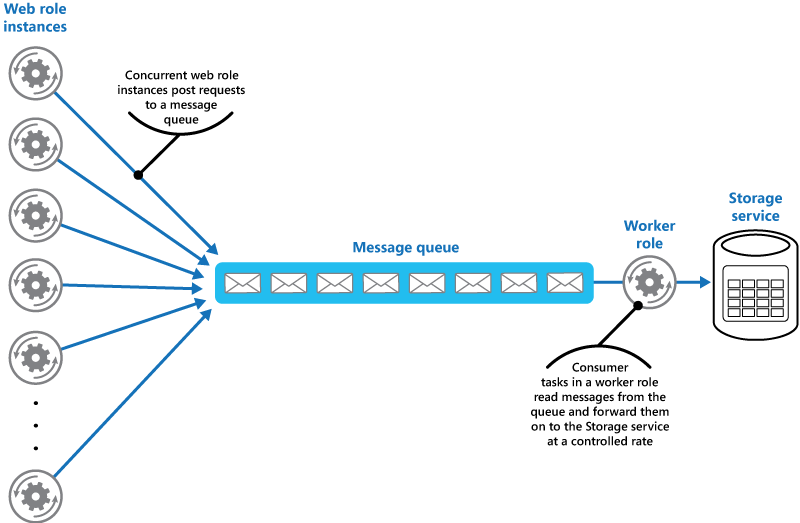 Web role
instances
Concurrent web role
instances post requests
to a message
queue
Message queue
Worker
role
Storage
service
Consumer
tasks in a worker role
read messages from the
queue and forward them
on to the Storage service
at a controlled rate